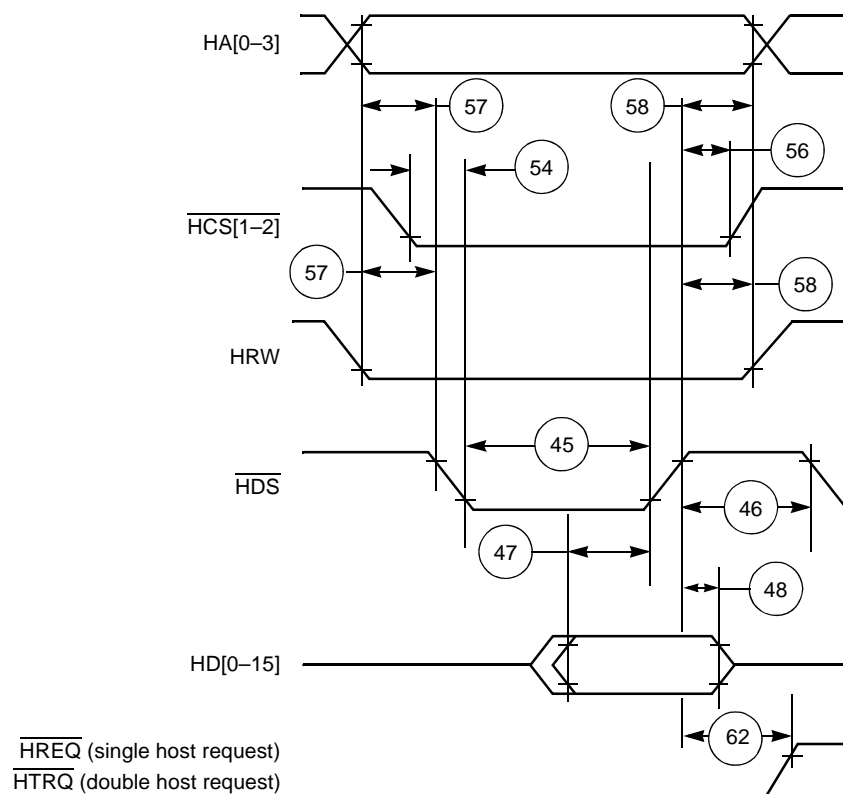 HA[0–3]
57
58
54
56
HCS[1–2]
57
58
HRW
45
HDS
46
47
48
HD[0–15]
62
HREQ (single host request)
HTRQ (double host request)